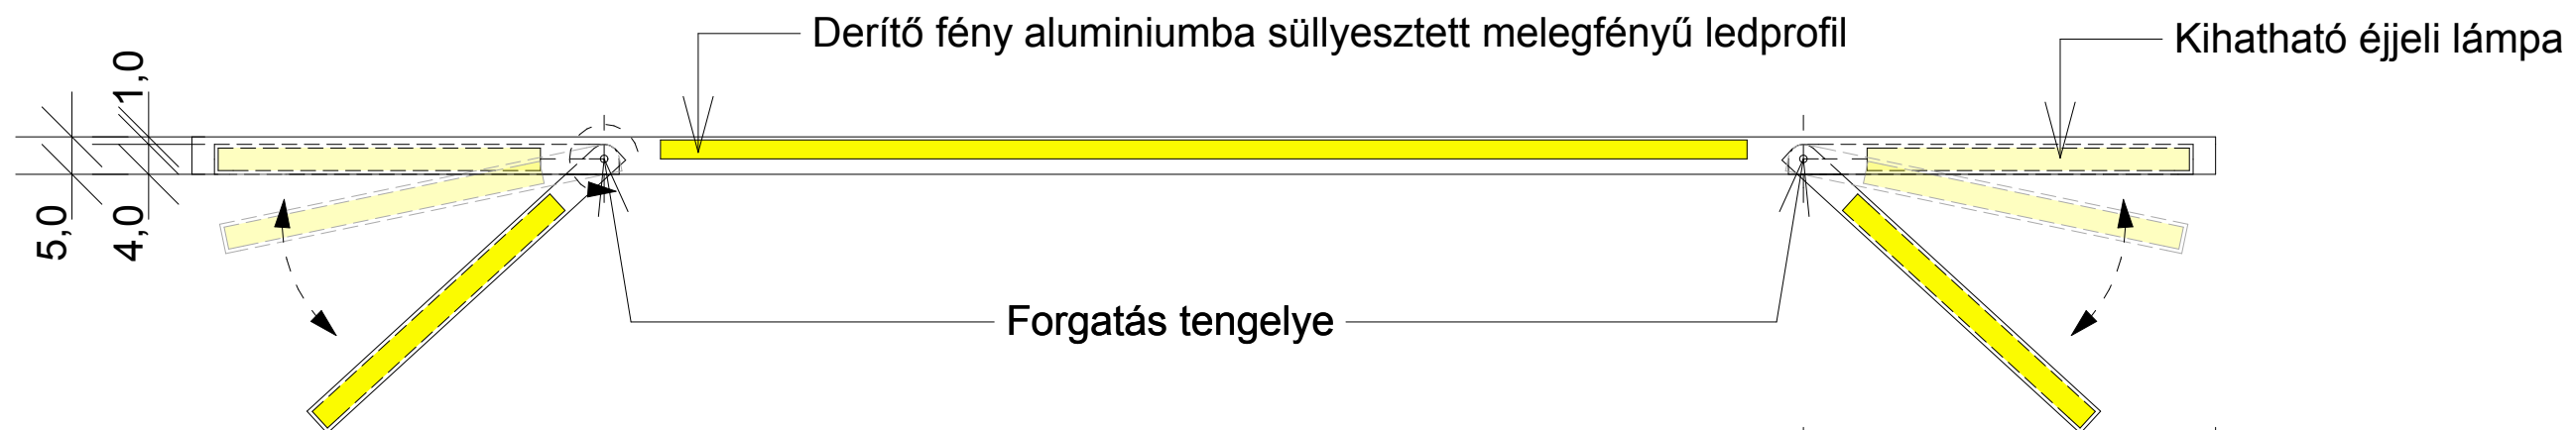 Derítő fény aluminiumba süllyesztett melegfényű ledprofil
Kihatható éjjeli lámpa
1,0
5,0
4,0
Forgatás tengelye